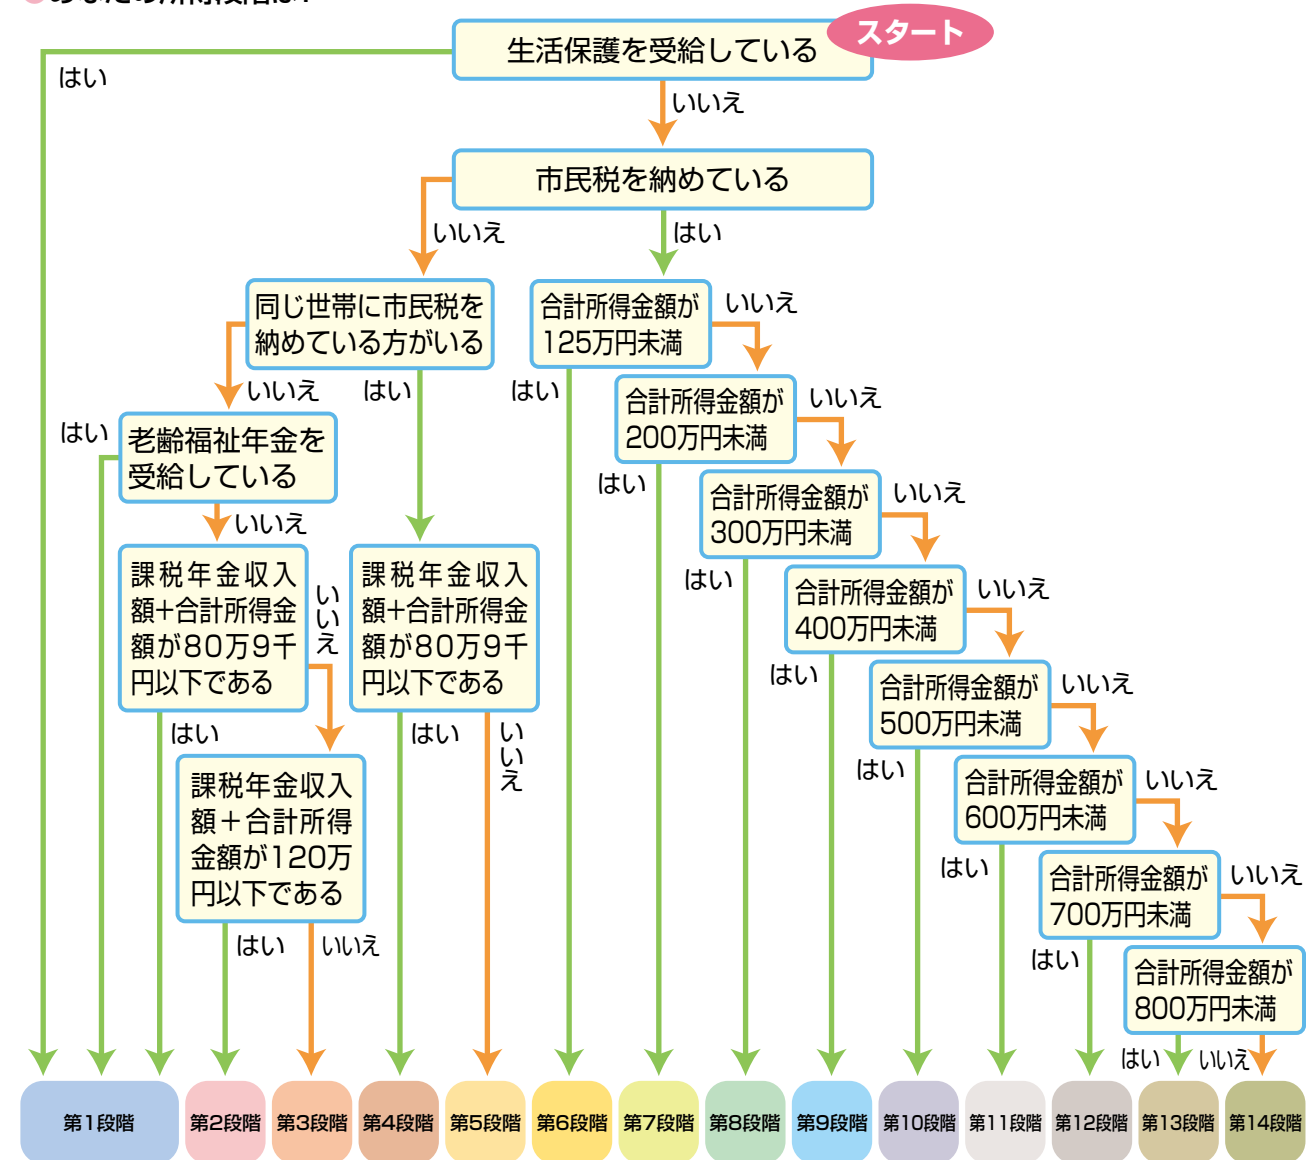 あなたの所得段階は?
スタート
生活保護を受給している
はい
いいえ
市民税を納めている
いいえ
はい
同じ世帯に市民税を
納めている方がいる
合計所得金額が
125万円未満
いいえ
いいえ
はい
はい
合計所得金額が
200万円未満
いいえ
はい
老齢福祉年金を
受給している
はい
合計所得金額が
300万円未満
いいえ
いいえ
課税年金収入
額+合計所得金
額が80万9千
円以下である
いいえ
課税年金収入
額+合計所得金
額が80万9千
円以下である
はい
合計所得金額が
400万円未満
いいえ
はい
合計所得金額が
500万円未満
いいえ
はい
はい
いいえ
はい
課税年金収入
額+合計所得
金額が120万
円以下である
合計所得金額が
600万円未満
いいえ
はい
合計所得金額が
700万円未満
いいえ
はい
いいえ
はい
合計所得金額が
800万円未満
はい
いいえ
第1段階
第2段階
第3段階
第4段階
第5段階
第6段階
第7段階
第8段階
第9段階
第10段階
第11段階
第12段階
第13段階
第14段階